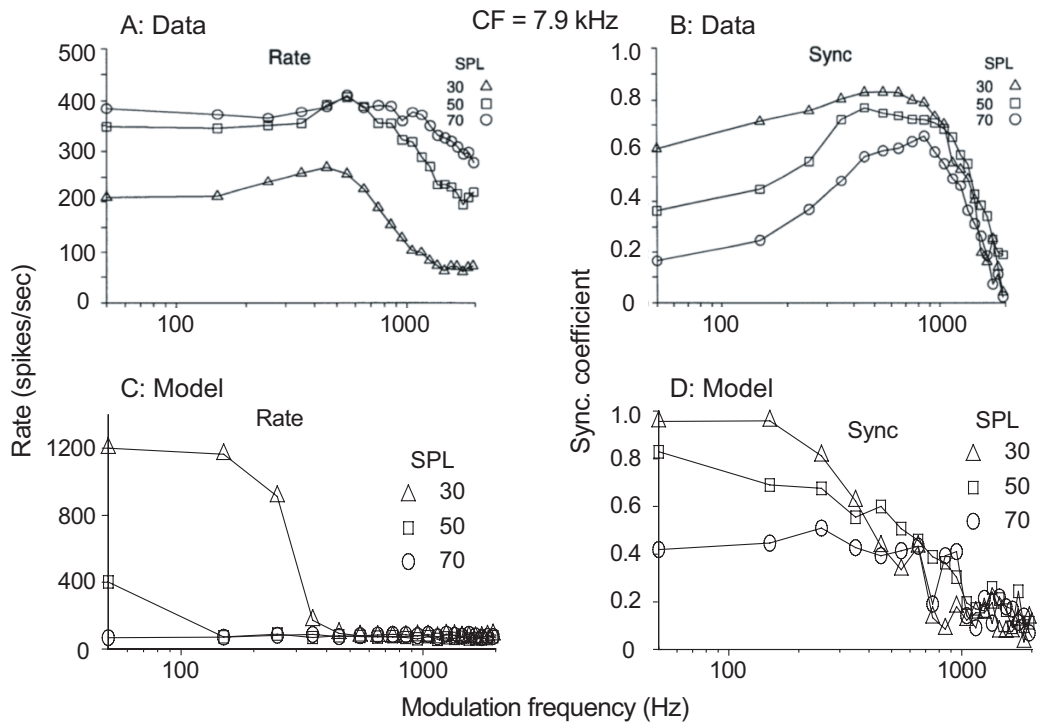 CF = 7.9 kHz
A: Data
Rate
SPL
30
50
70
500
400
300
200
100
0
100
1000
B: Data
Sync
SPL
30
50
70
1.0
0.8
0.6
0.4
0.2
0
100
1000
Rate (spikes/sec)
Sync. coefficient
C: Model
Rate
SPL
30
50
70
1200
800
400
0
100
1000
D: Model
Sync
SPL
30
50
70
1.0
0.8
0.6
0.4
0.2
0
100
1000
Modulation frequency (Hz)